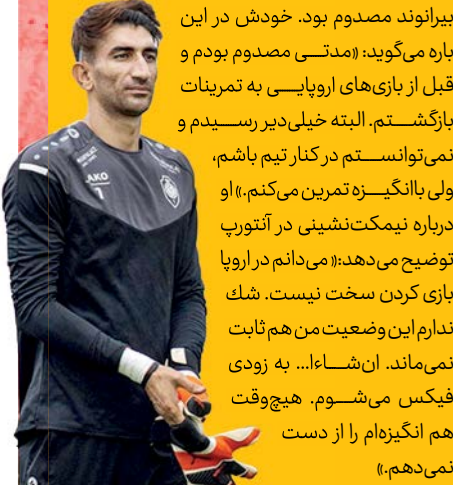 بیرانوند مصدوم بود. خودش در این
باره می‌گوید: «مدتی مصدوم بودم و
قبل از بازی‌های اروپایی به تمرینات
بازگشتم. البته خیلی‌دیر رسیدم و
نمی‌توانستم در کنار تیم باشم،
ولی باانگیزه تمرین می‌کنم.» او
درباره نیمکت‌نشینی در آنتورپ
توضیح می‌دهد:« می‌دانم در اروپا
بازی کردن سخت نیست. شك
ندارم این وضعیت من هم ثابت
نمی‌ماند. ان‌شاءا... به زودی
فیکس می‌شوم. هیچ‌وقت
هم انگیزه‌ام را از دست
نمی‌دهم.»
JAKO
1